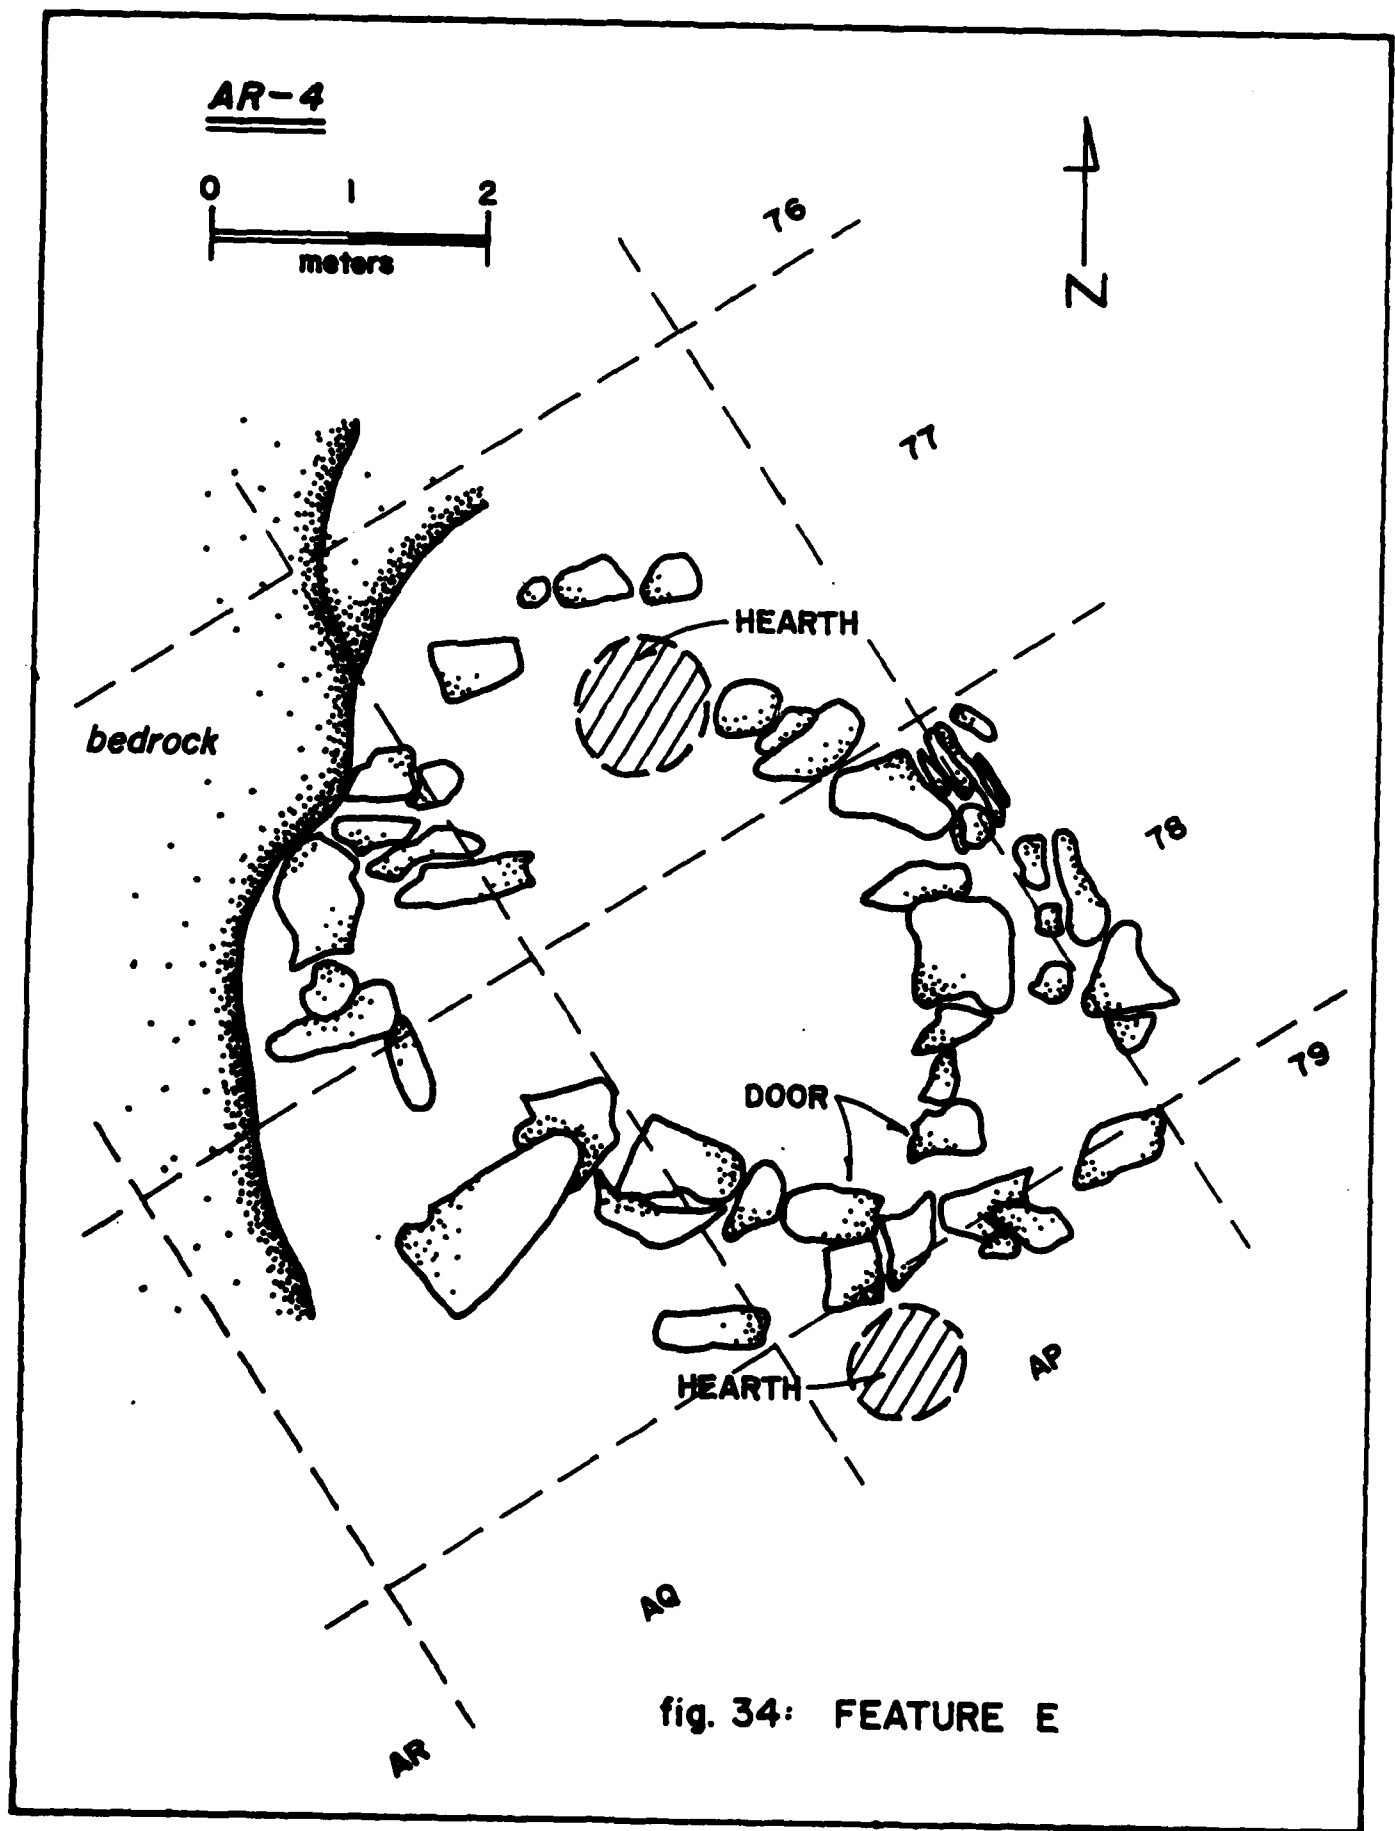 AR-4
0 1 2
meters
N
76
77
HEARTH
bedrock
78
79
DOOR
AP
HEARTH
AQ
fig. 34: FEATURE E
AR